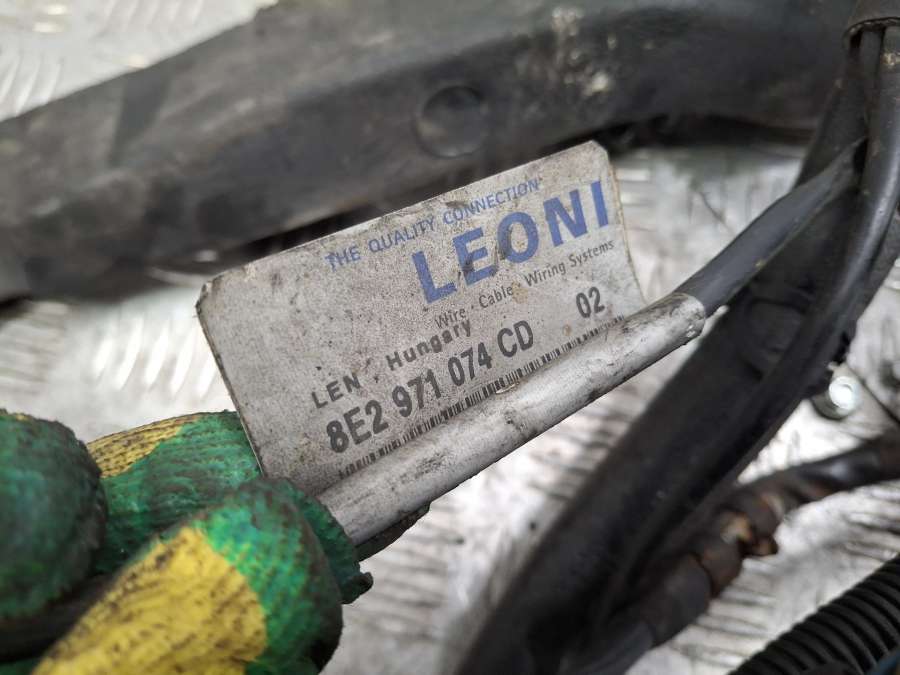 THE QUALITY CONNECTION
LEONI
Wire · Cable · Wiring Systems
LEN . Hungary
8E2 971 074 CD 02